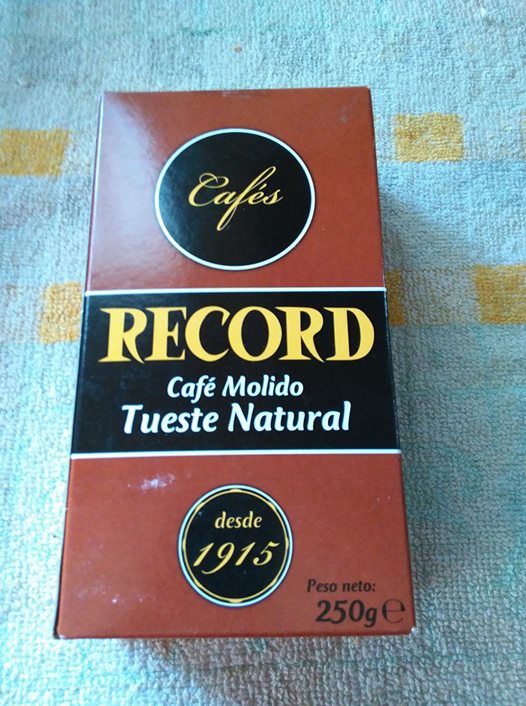 Cafés
RECORD
Café Molido
Tueste Natural
desde
1915
Peso neto:
250g ℮